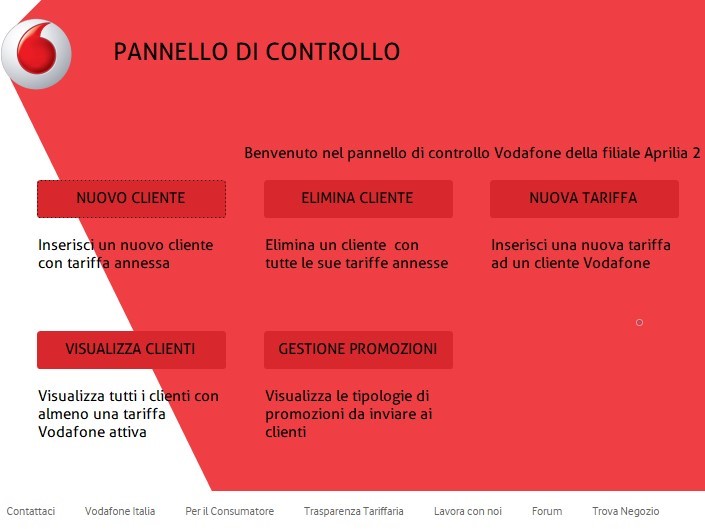 PANNELLO DI CONTROLLO
Benvenuto nel pannello di controllo Vodafone della filiale Aprilia 2
NUOVO CLIENTE
ELIMINA CLIENTE
NUOVA TARIFFA
Inserisci un nuovo cliente
con tariffa annessa
Elimina un cliente con
tutte le sue tariffe annesse
Inserisci una nuova tariffa
ad un cliente Vodafone
VISUALIZZA CLIENTI
GESTIONE PROMOZIONI
Visualizza tutti i clienti con
almeno una tariffa
Vodafone attiva
Visualizza le tipologie di
promozioni da inviare ai
clienti
Contattaci
Vodafone Italia
Per il Consumatore
Trasparenza Tariffaria
Lavora con noi
Forum
Trova Negozio